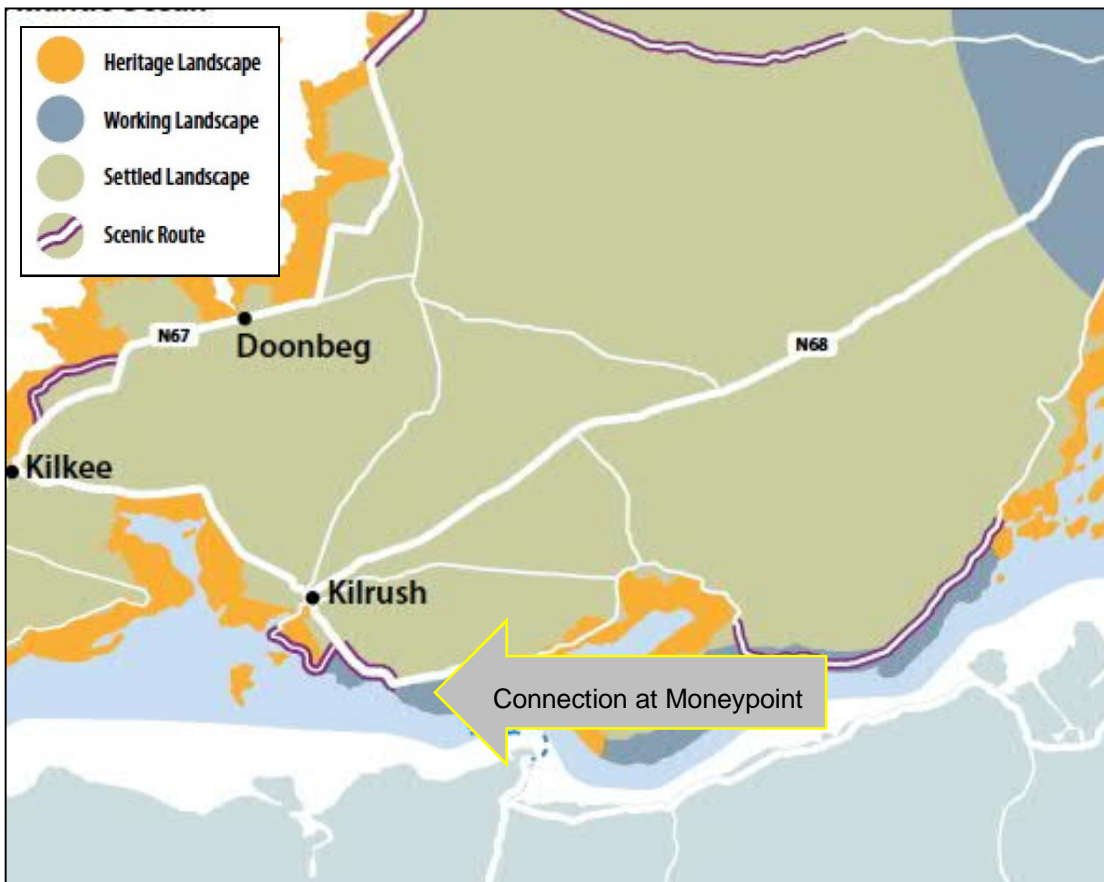 Heritage Landscape
Working Landscape
Settled Landscape
Scenic Route
N67
Doonbeg
N68
Kilkee
Kilrush
Connection at Moneypoint